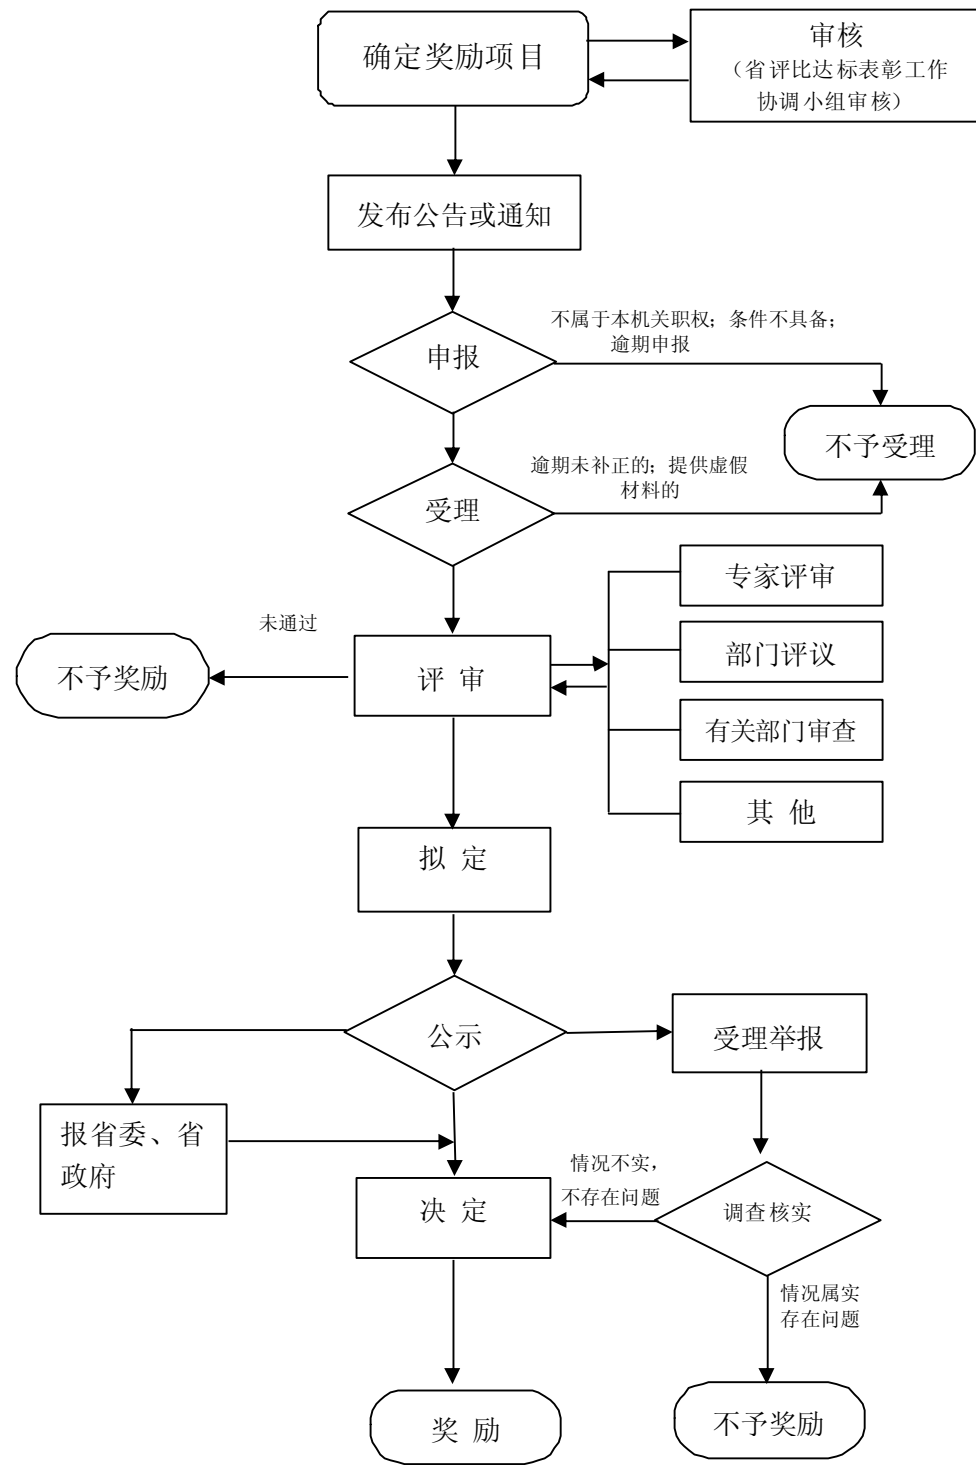 确定奖励项目
审核
（省评比达标表彰工作
协调小组审核）
发布公告或通知
不属于本机关职权；条件不具备；
逾期申报
申报
不予受理
逾期未补正的；提供虚假
材料的
受理
专家评审
未通过
部门评议
不予奖励
评 审
有关部门审查
其 他
拟 定
公示
受理举报
报省委、省
政府
情况不实，
不存在问题
决 定
调查核实
情况属实
存在问题
奖 励
不予奖励